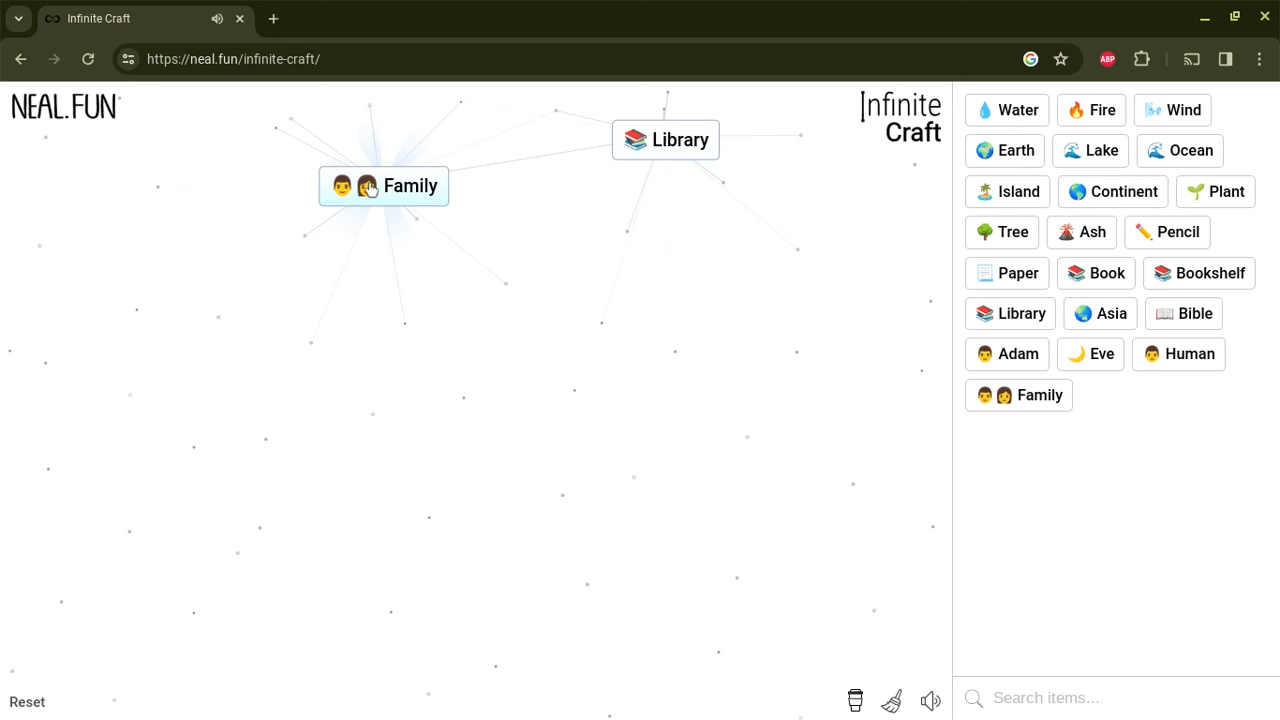 Infinite Craft
https://neal.fun/infinite-craft/
ABP
NEAL.FUN
Infinite
Craft
📚 Library
👨👩 Family
💧 Water
🔥 Fire
🌬️ Wind
🌍 Earth
🌊 Lake
🌊 Ocean
🏝️ Island
🌎 Continent
🌱 Plant
🌳 Tree
🌋 Ash
✏️ Pencil
📃 Paper
📚 Book
📚 Bookshelf
📚 Library
🌏 Asia
📖 Bible
👨 Adam
🌙 Eve
👨 Human
👨👩 Family
Reset
Search items...